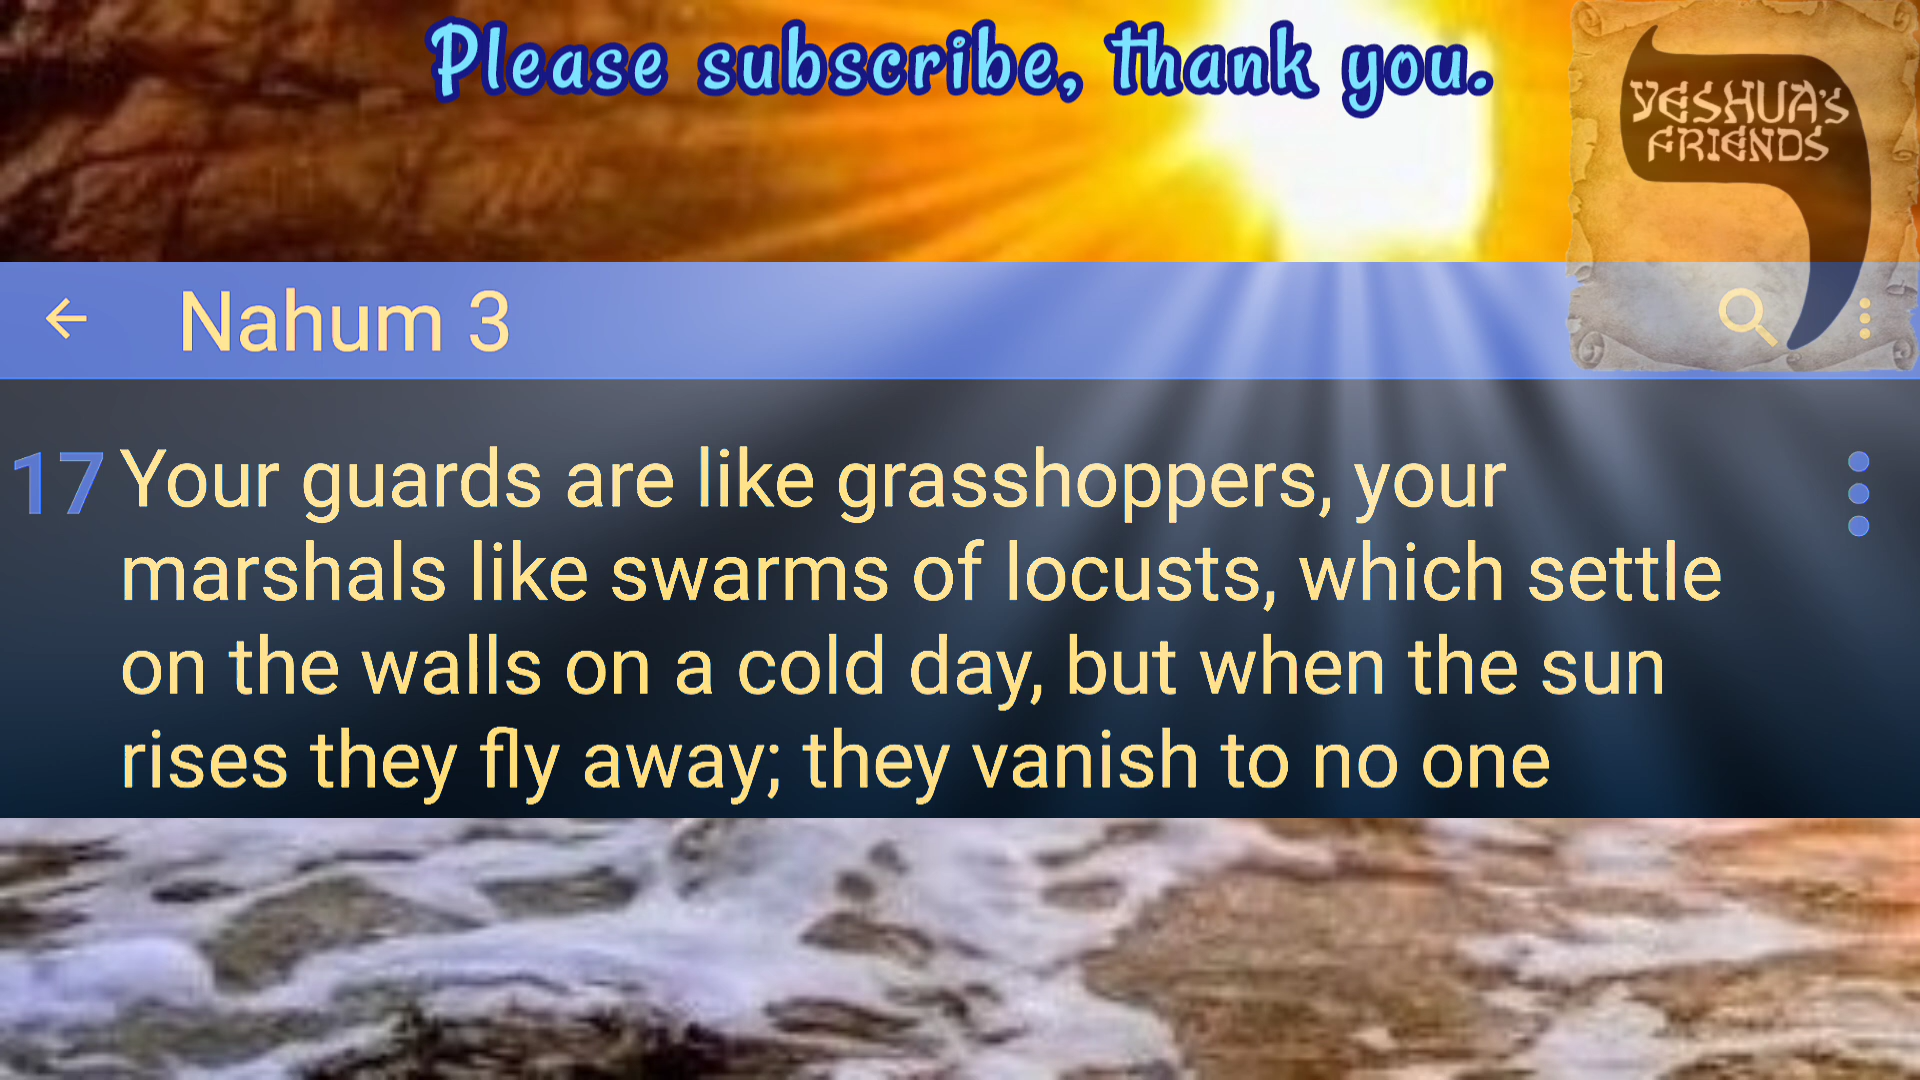 Please subscribe, thank you.
YESHUA'S
FRIENDS
Nahum 3
17 Your guards are like grasshoppers, your
marshals like swarms of locusts, which settle
on the walls on a cold day, but when the sun
rises they fly away; they vanish to no one